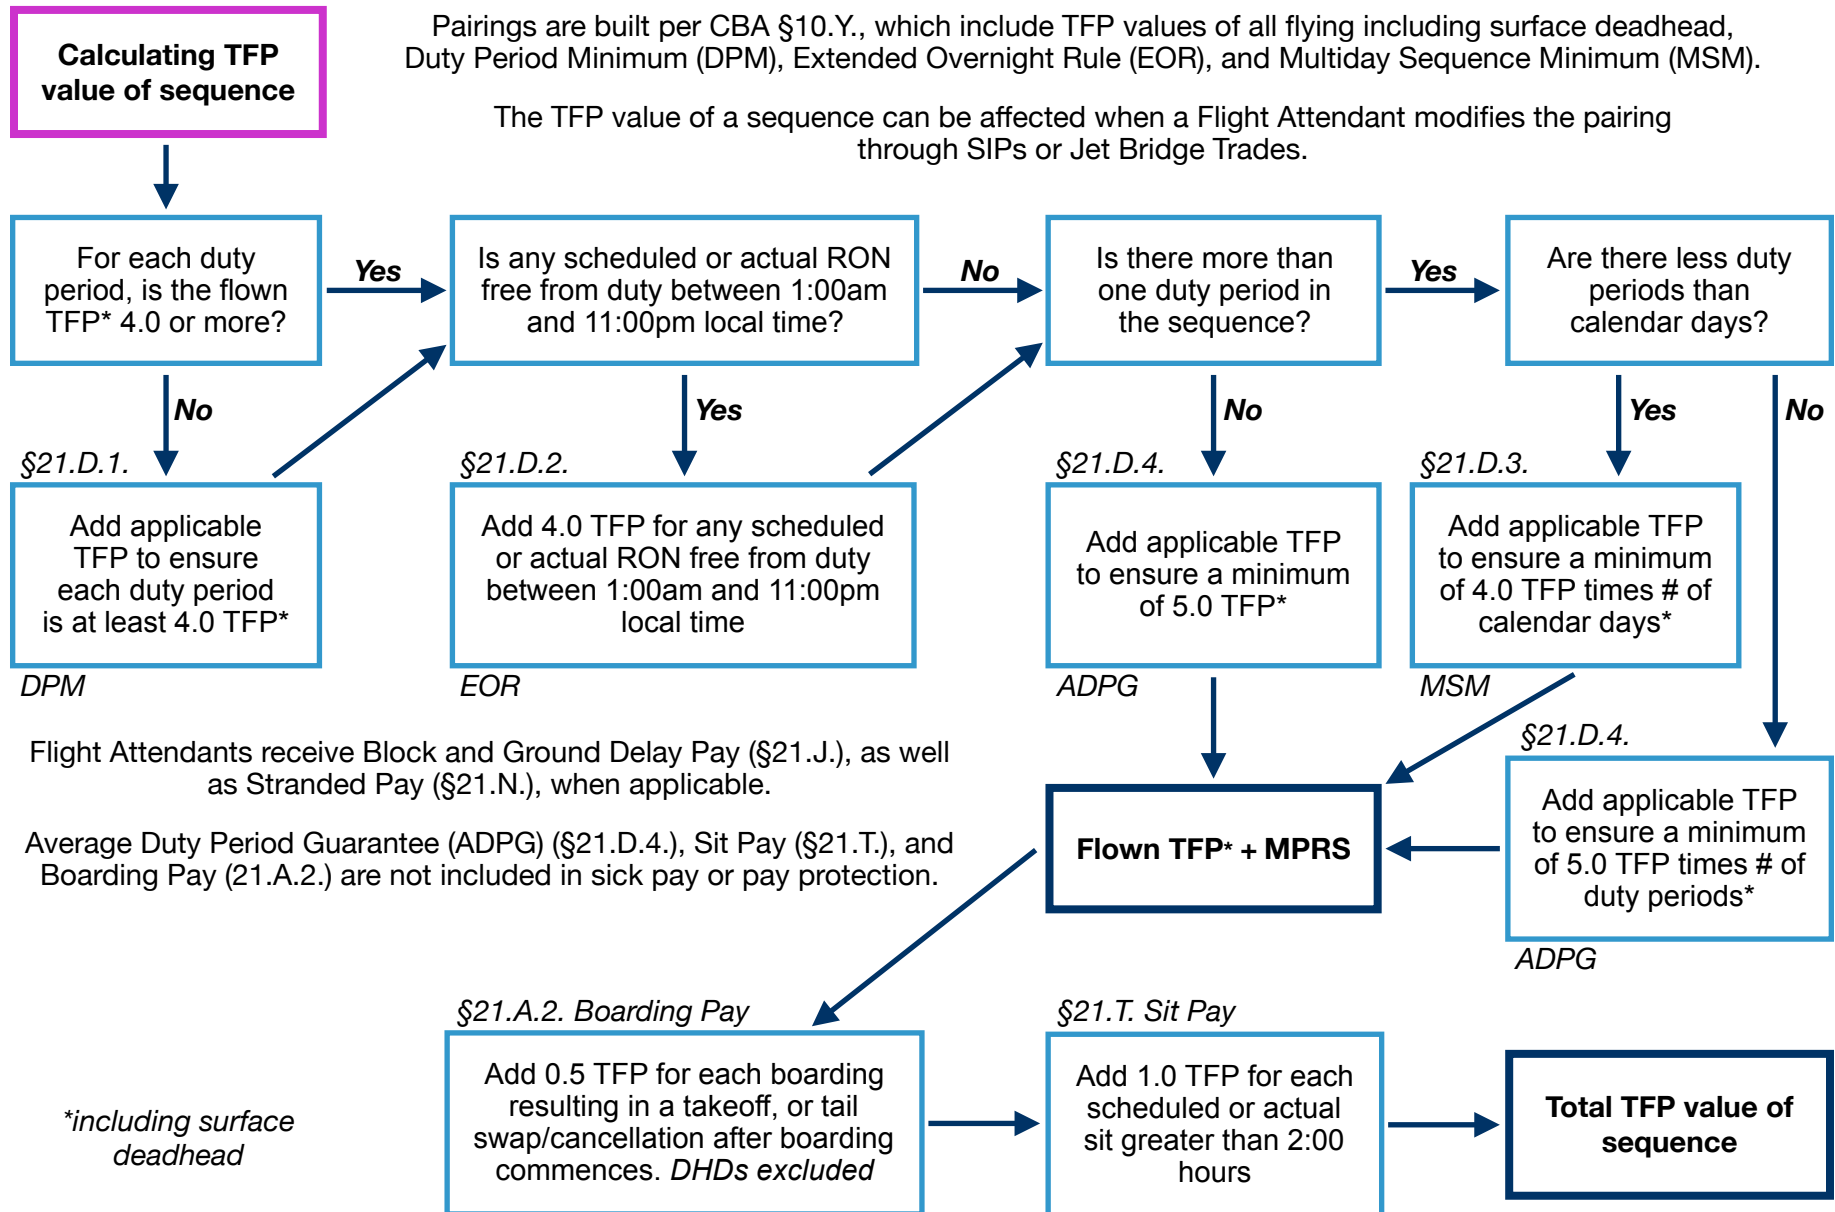 Calculating TFP
value of sequence
Pairings are built per CBA §10.Y., which include TFP values of all flying including surface deadhead,
Duty Period Minimum (DPM), Extended Overnight Rule (EOR), and Multiday Sequence Minimum (MSM).
The TFP value of a sequence can be affected when a Flight Attendant modifies the pairing
through SIPs or Jet Bridge Trades.
For each duty
period, is the flown
TFP* 4.0 or more?
Yes
Is any scheduled or actual RON
free from duty between 1:00am
and 11:00pm local time?
No
Is there more than
one duty period in
the sequence?
Yes
Are there less duty
periods than
calendar days?
No
Yes
No
Yes
No
§21.D.1.
Add applicable
TFP to ensure
each duty period
is at least 4.0 TFP*
DPM
§21.D.2.
Add 4.0 TFP for any scheduled
or actual RON free from duty
between 1:00am and 11:00pm
local time
EOR
§21.D.4.
Add applicable TFP
to ensure a minimum
of 5.0 TFP*
ADPG
§21.D.3.
Add applicable TFP
to ensure a minimum
of 4.0 TFP times # of
calendar days*
MSM
Flight Attendants receive Block and Ground Delay Pay (§21.J.), as well
as Stranded Pay (§21.N.), when applicable.
Average Duty Period Guarantee (ADPG) (§21.D.4.), Sit Pay (§21.T.), and
Boarding Pay (21.A.2.) are not included in sick pay or pay protection.
Flown TFP* + MPRS
§21.D.4.
Add applicable TFP
to ensure a minimum
of 5.0 TFP times # of
duty periods*
ADPG
*including surface
deadhead
§21.A.2. Boarding Pay
Add 0.5 TFP for each boarding
resulting in a takeoff, or tail
swap/cancellation after boarding
commences. DHDs excluded
§21.T. Sit Pay
Add 1.0 TFP for each
scheduled or actual
sit greater than 2:00
hours
Total TFP value of
sequence